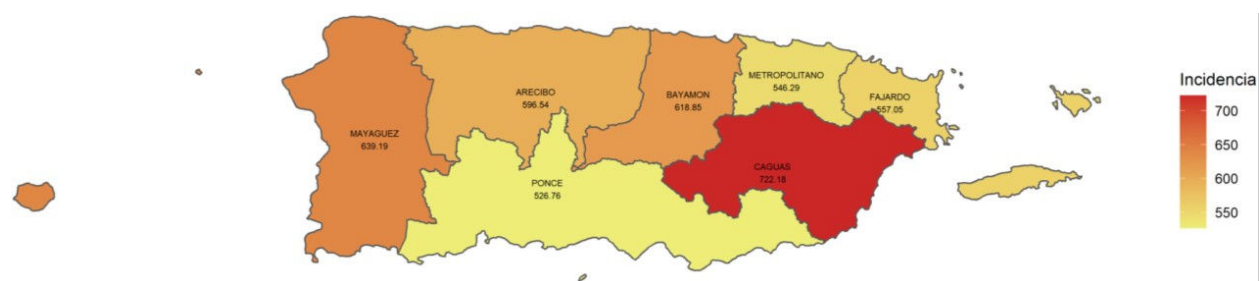 METROPOLITANO
546.29
ARECIBO
596.54
BAYAMON
618.85
FAJARDO
557.05
MAYAGUEZ
639.19
CAGUAS
722.18
PONCE
526.76
Incidencia
700
650
600
550